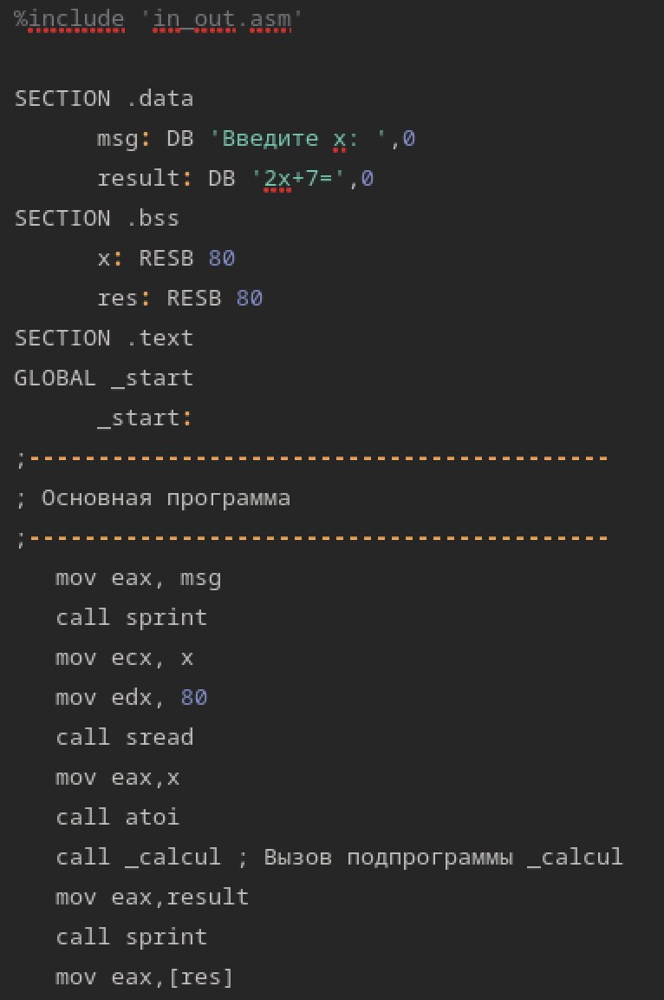 %include 'in_out.asm'
SECTION .data
msg: DB 'Введите x: ',0
result: DB '2x+7=',0
SECTION .bss
x: RESB 80
res: RESB 80
SECTION .text
GLOBAL _start
_start:
;------------------------------------------
; Основная программа
;------------------------------------------
mov eax, msg
call sprint
mov ecx, x
mov edx, 80
call sread
mov eax,x
call atoi
call _calcul ; Вызов подпрограммы _calcul
mov eax,result
call sprint
mov eax,[res]